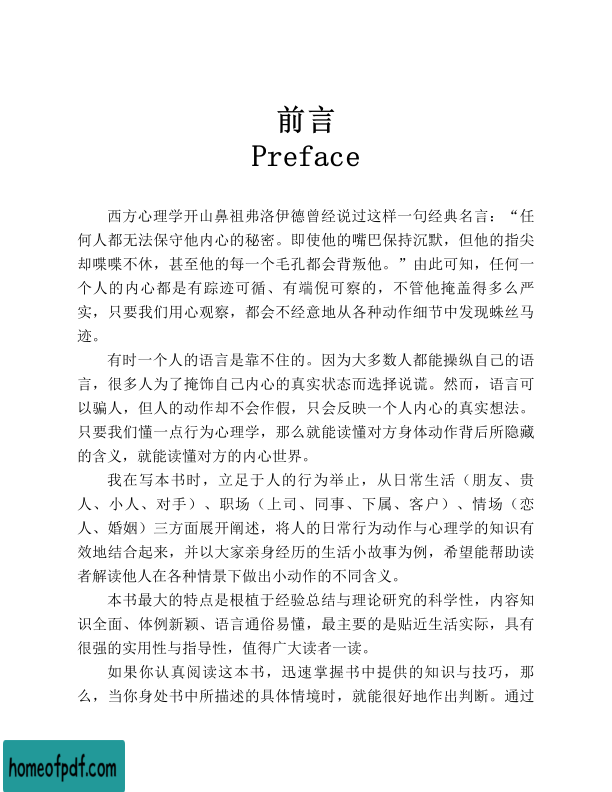 前言
Preface
西方心理学开山鼻祖弗洛伊德曾经说过这样一句经典名言：“任
何人都无法保守他内心的秘密。即使他的嘴巴保持沉默，但他的指尖
却喋喋不休，甚至他的每一个毛孔都会背叛他。”由此可知，任何一
个人的内心都是有踪迹可循、有端倪可察的，不管他掩盖得多么严
实，只要我们用心观察，都会不经意地从各种动作细节中发现蛛丝马
迹。
有时一个人的语言是靠不住的。因为大多数人都能操纵自己的语
言，很多人为了掩饰自己内心的真实状态而选择说谎。然而，语言可
以骗人，但人的动作却不会作假，只会反映一个人内心的真实想法。
只要我们懂一点行为心理学，那么就能读懂对方身体动作背后所隐藏
的含义，就能读懂对方的内心世界。
我在写本书时，立足于人的行为举止，从日常生活（朋友、贵
人、小人、对手）、职场（上司、同事、下属、客户）、情场（恋
人、婚姻）三方面展开阐述，将人的日常行为动作与心理学的知识有
效地结合起来，并以大家亲身经历的生活小故事为例，希望能帮助读
者解读他人在各种情景下做出小动作的不同含义。
本书最大的特点是根植于经验总结与理论研究的科学性，内容知
识全面、体例新颖、语言通俗易懂，最主要的是贴近生活实际，具有
很强的实用性与指导性，值得广大读者一读。
如果你认真阅读这本书，迅速掌握书中提供的知识与技巧，那
么，当你身处书中所描述的具体情境时，就能很好地作出判断。通过
homeofpdf.com